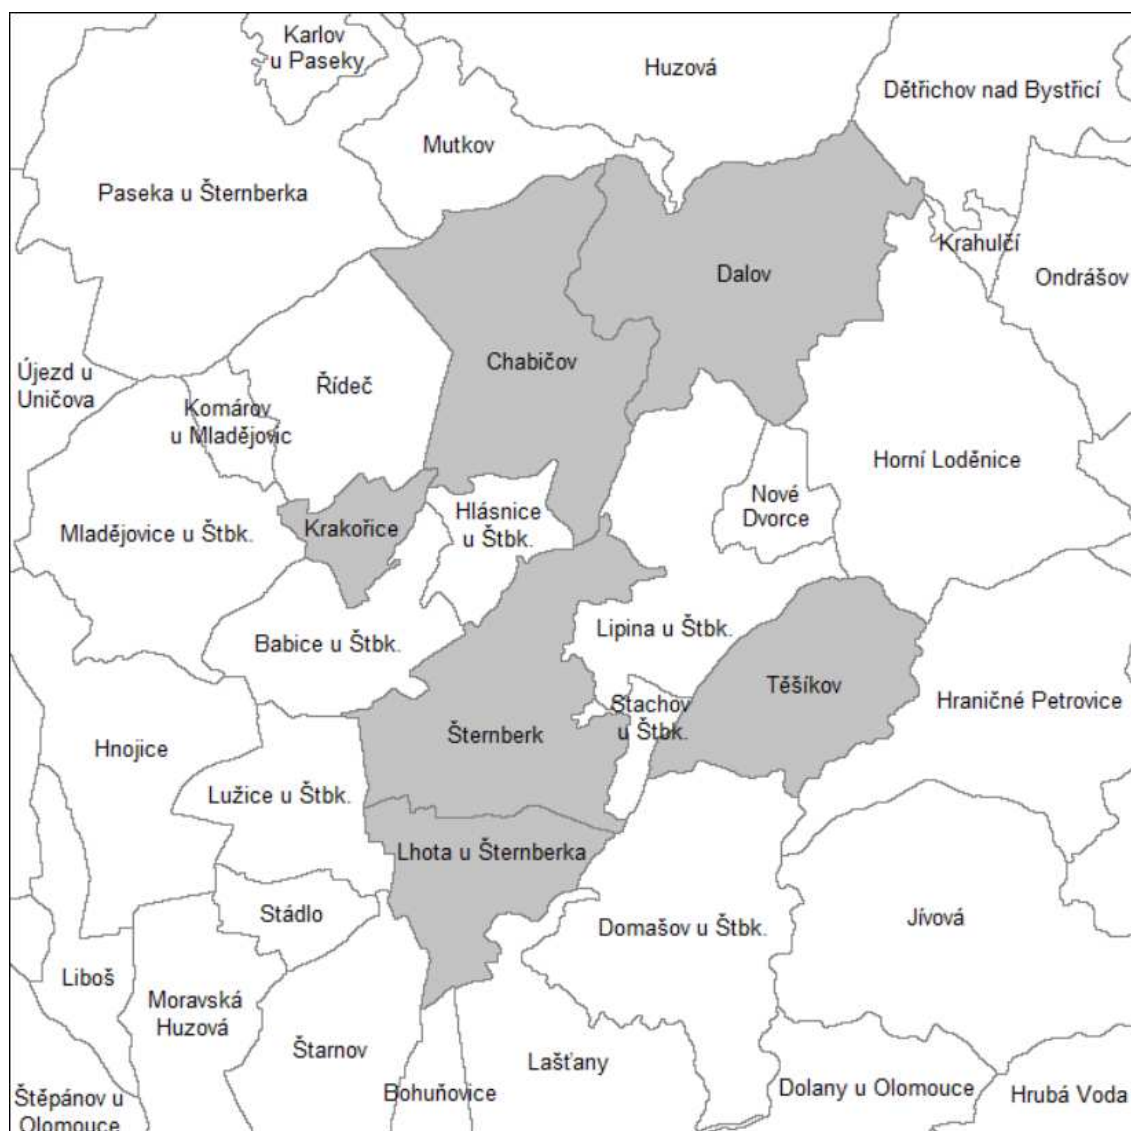 Karlov
u Paseky
Huzová
Dětřichov nad Bystřicí
Mutkov
Paseka u Šternberka
Krahulčí
Dalov
Ondrášov
Chabičov
Újezd u
Uničova
Řídeč
Komárov
u Mladějovic
Horní Loděnice
Nové
Dvorce
Hlásnice
u Štbk.
Krakořice
Mladějovice u Štbk.
Babice u Štbk.
Lipina u Štbk.
Těšíkov
Hraničné Petrovice
Stachov
u Štbk.
Šternberk
Hnojice
Lužice u Štbk.
Lhota u Šternberka
Stádlo
Domašov u Štbk.
Jívová
Liboš
Moravská
Huzová
Štarnov
Lašťany
Bohuňovice
Dolany u Olomouce
Hrubá Voda
Štěpánov u
Olomouce